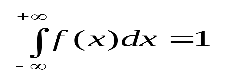 +∞
∫f(x)dx=1
-∞